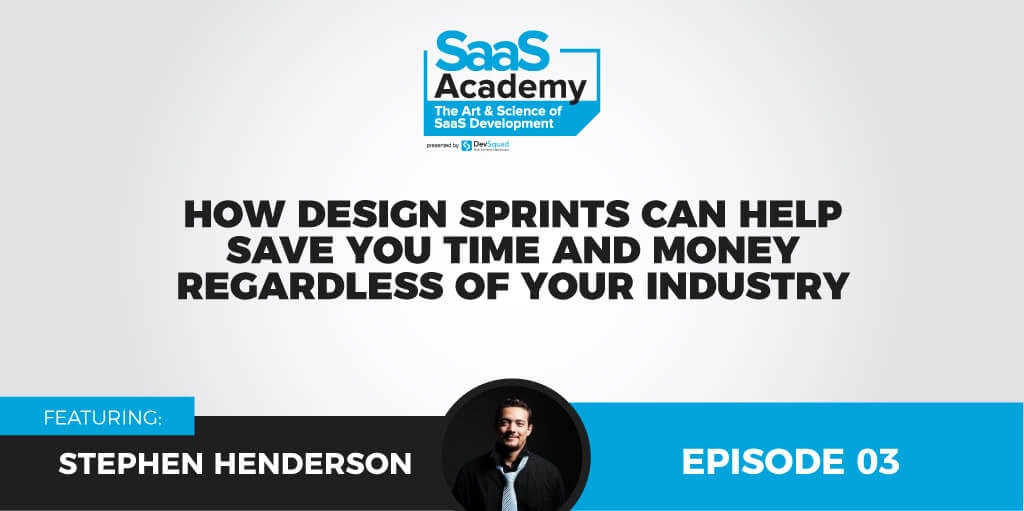 SaaS
Academy
The Art & Science of
SaaS Development
presented by DevSquad
HOW DESIGN SPRINTS CAN HELP
SAVE YOU TIME AND MONEY
REGARDLESS OF YOUR INDUSTRY
FEATURING:
STEPHEN HENDERSON
EPISODE 03